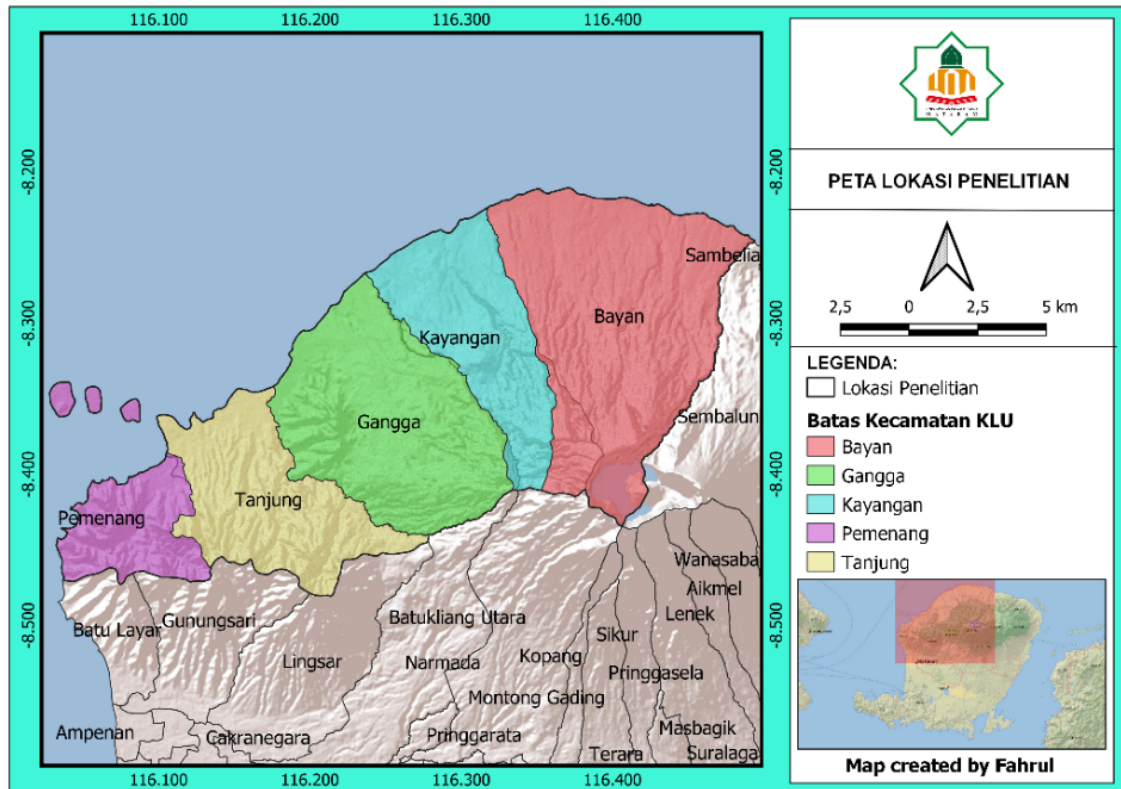 116.100 116.200 116.300 116.400
-8.200
-8.300
-8.400
-8.500
-8.200
-8.300
-8.400
-8.500
Sambelia
Bayan
Kayangan
Sembalun
Gangga
Tanjung
Pemenang
Wanasaba
Aikmel
Lenek
Batu Layar
Gunungsari
Batukliang Utara
Sikur
Lingsar
Narmada
Kopang
Pringgasela
Montong Gading
Masbagik
Ampenan
Cakranegara
Pringgarata
Terara
Suralaga
116.100 116.200 116.300 116.400
MATARAM
PETA LOKASI PENELITIAN
2,5 0 2,5 5 km
LEGENDA:
Lokasi Penelitian
Batas Kecamatan KLU
Bayan
Gangga
Kayangan
Pemenang
Tanjung
Map created by Fahrul